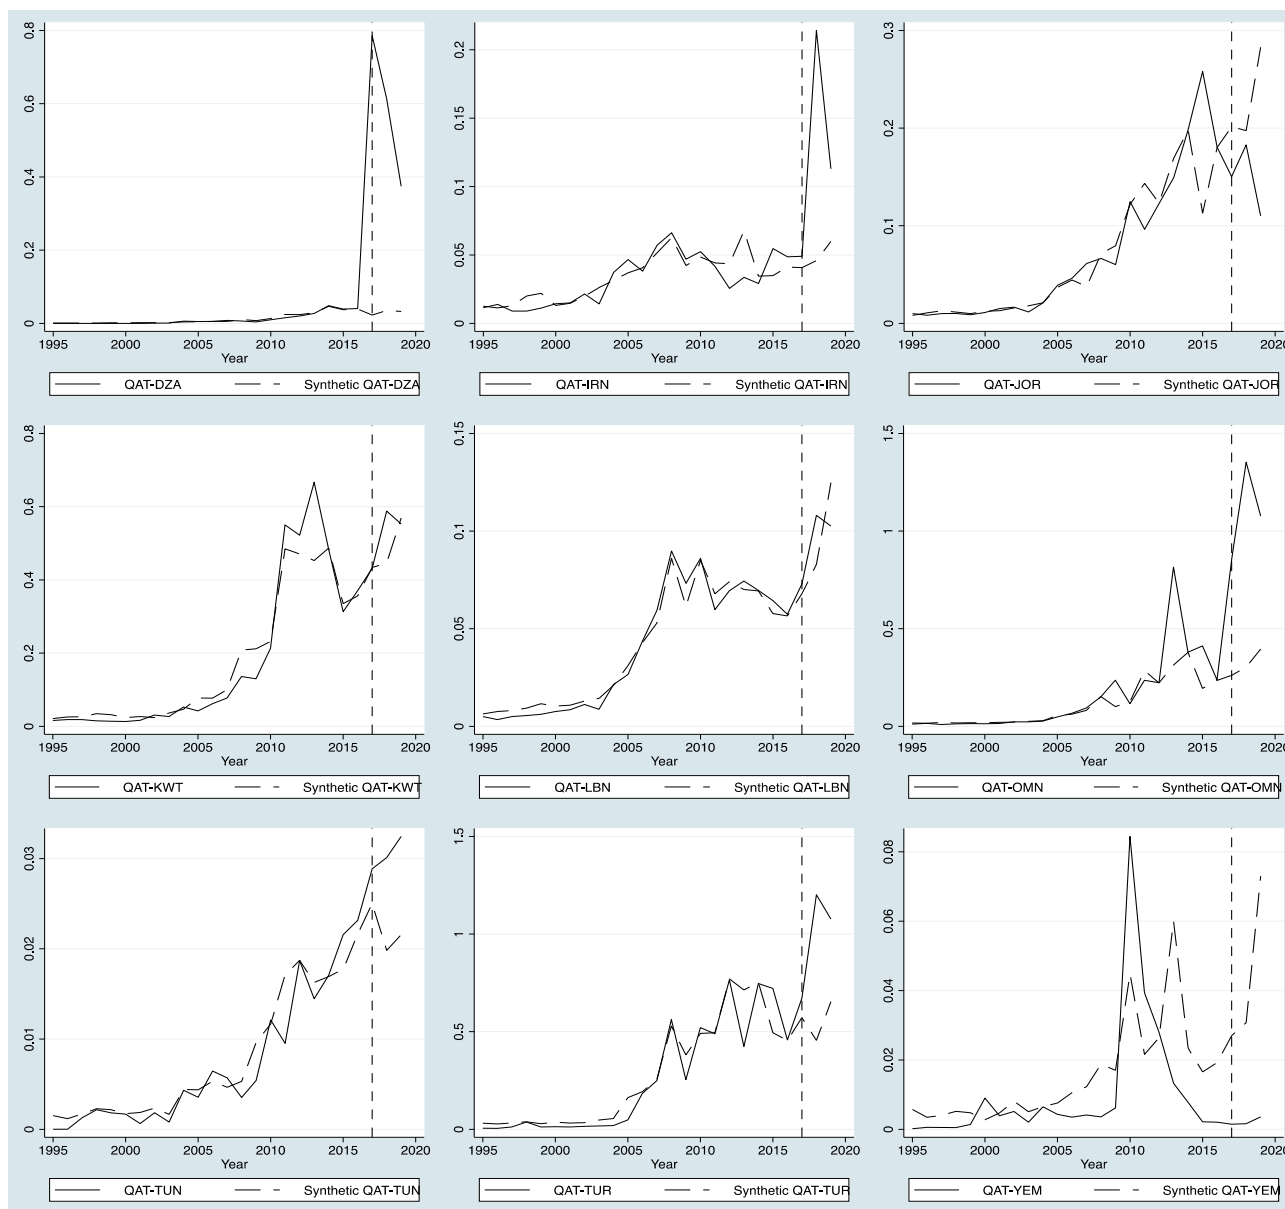 0.8
0.6
0.4
0.2
0
1995 2000 2005 2010 2015 2020
Year
QAT-DZA Synthetic QAT-DZA
0.2
0.15
0.1
0.05
0
1995 2000 2005 2010 2015 2020
Year
QAT-IRN Synthetic QAT-IRN
0.3
0.2
0.1
0
1995 2000 2005 2010 2015 2020
Year
QAT-JOR Synthetic QAT-JOR
0.8
0.6
0.4
0.2
0
1995 2000 2005 2010 2015 2020
Year
QAT-KWT Synthetic QAT-KWT
0.15
0.1
0.05
0
1995 2000 2005 2010 2015 2020
Year
QAT-LBN Synthetic QAT-LBN
1.5
1
0.5
0
1995 2000 2005 2010 2015 2020
Year
QAT-OMN Synthetic QAT-OMN
0.03
0.02
0.01
0
1995 2000 2005 2010 2015 2020
Year
QAT-TUN Synthetic QAT-TUN
1.5
1
0.5
0
1995 2000 2005 2010 2015 2020
Year
QAT-TUR Synthetic QAT-TUR
0.08
0.06
0.04
0.02
0
1995 2000 2005 2010 2015 2020
Year
QAT-YEM Synthetic QAT-YEM